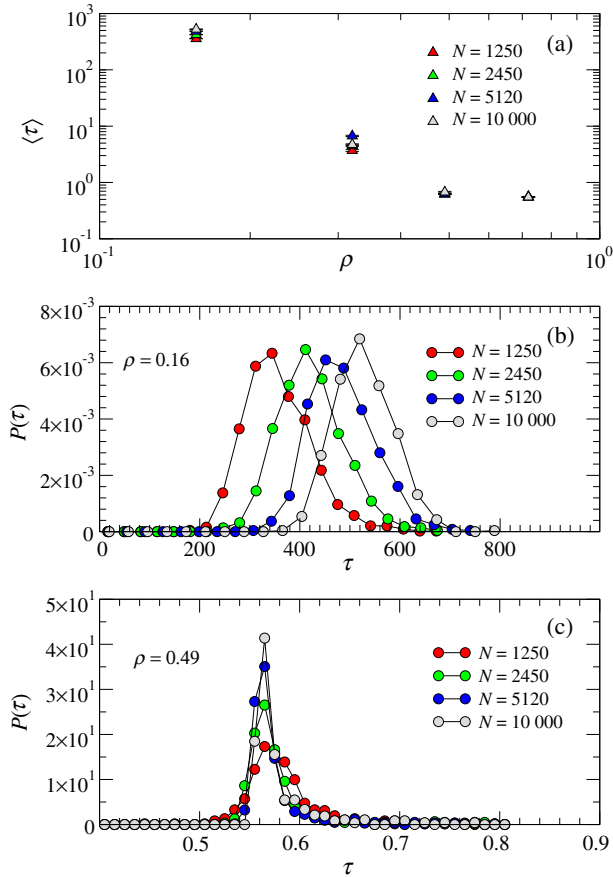 10³
10²
10¹
10⁰
10⁻¹
⟨τ⟩
(a)
N = 1250
N = 2450
N = 5120
N = 10 000
10⁻¹
ρ
10⁰
8×10⁻³
6×10⁻³
4×10⁻³
2×10⁻³
0
P(τ)
ρ = 0.16
(b)
N = 1250
N = 2450
N = 5120
N = 10 000
0 200 400 600 800
τ
5×10¹
4×10¹
3×10¹
2×10¹
1×10¹
0
P(τ)
ρ = 0.49
(c)
N = 1250
N = 2450
N = 5120
N = 10 000
0.5 0.6 0.7 0.8 0.9
τ